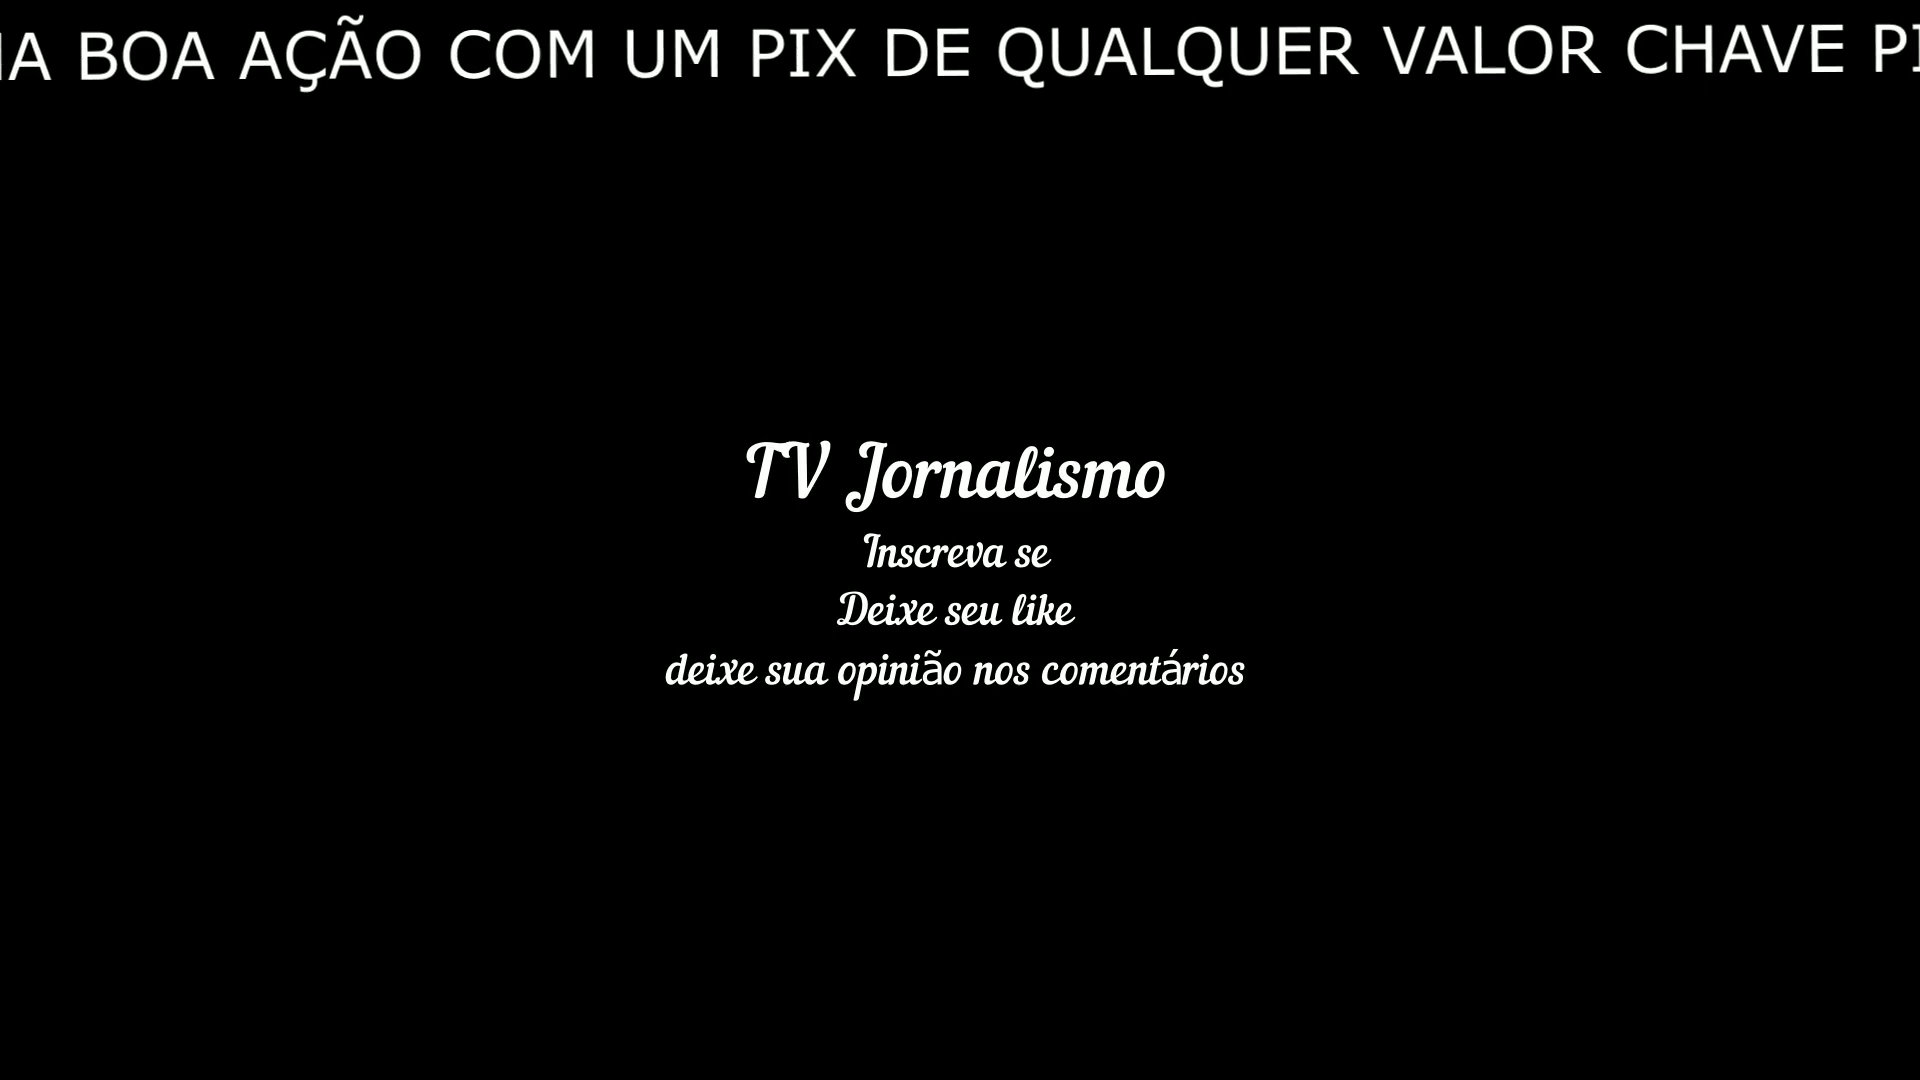 BOA AÇÃO COM UM PIX DE QUALQUER VALOR CHAVE
TV Jornalismo
Inscreva se
Deixe seu like
deixe sua opinião nos comentários